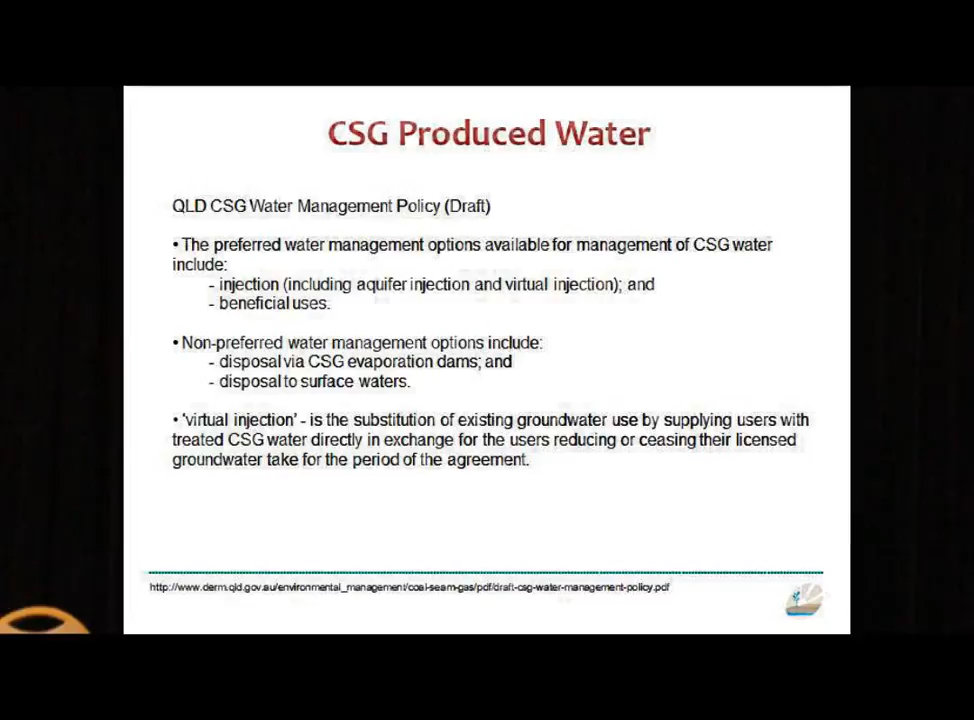 CSG Produced Water
QLD CSG Water Management Policy (Draft)
• The preferred water management options available for management of CSG water
include:
- injection (including aquifer injection and virtual injection); and
- beneficial uses.
• Non-preferred water management options include:
- disposal via CSG evaporation dams; and
- disposal to surface waters.
• 'virtual injection' - is the substitution of existing groundwater use by supplying users with
treated CSG water directly in exchange for the users reducing or ceasing their licensed
groundwater take for the period of the agreement.
http://www.derm.qld.gov.au/environmental_management/coal-seam-gas/pdf/draft-csg-water-management-policy.pdf